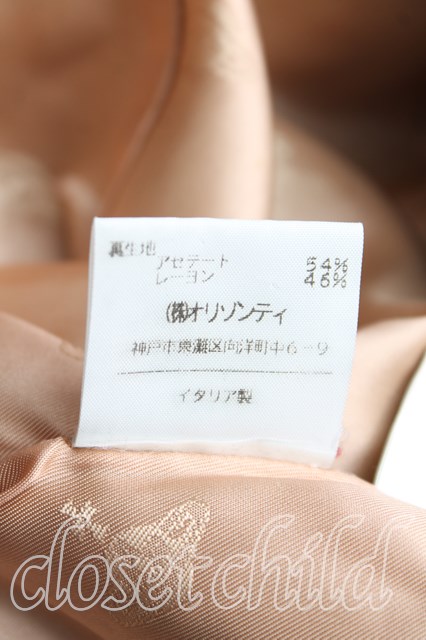 裏生地
アセテート 54%
レーヨン 46%
(株)オリゾンティ
神戸市東灘区向洋町中6-9
イタリア製
closet child